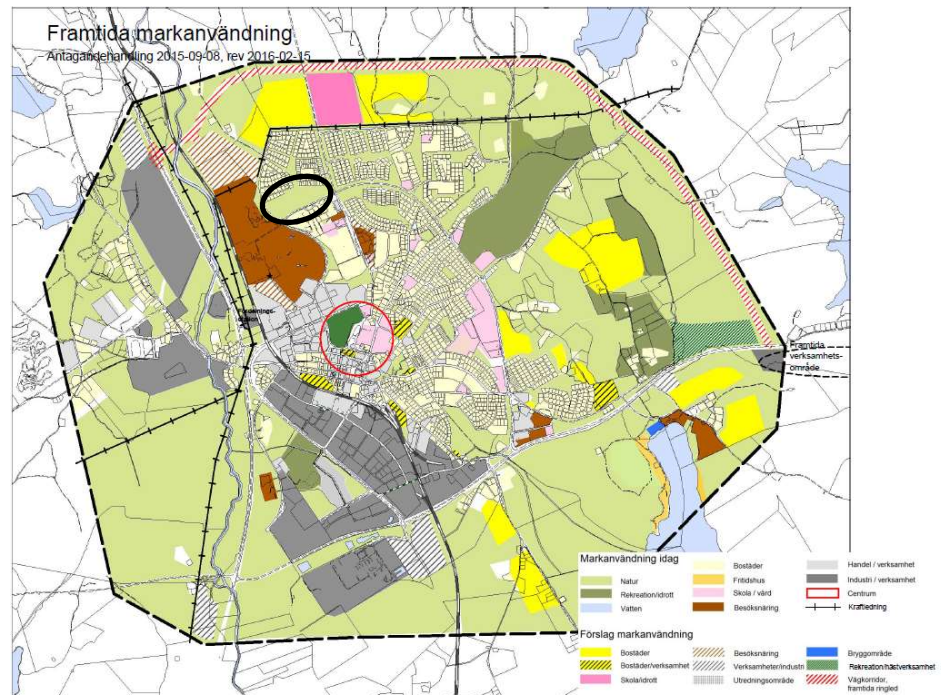 Framtida markanvändning
Antagandehandling 2015-09-08, rev 2016-02-15
Framtida
verksamhets-
område
Markanvändning idag
Natur
Rekreation/idrott
Vatten
Bostäder
Fritidshus
Skola / vård
Besöksnäring
Handel / verksamhet
Industri / verksamhet
Centrum
Kraftledning
Förslag markanvändning
Bostäder
Bostäder/verksamhet
Skola/idrott
Besöksnäring
Verksamheter/industri
Utredningsområde
Bryggområde
Rekreation/hästverksamhet
Vägkorridor,
framtida ringled